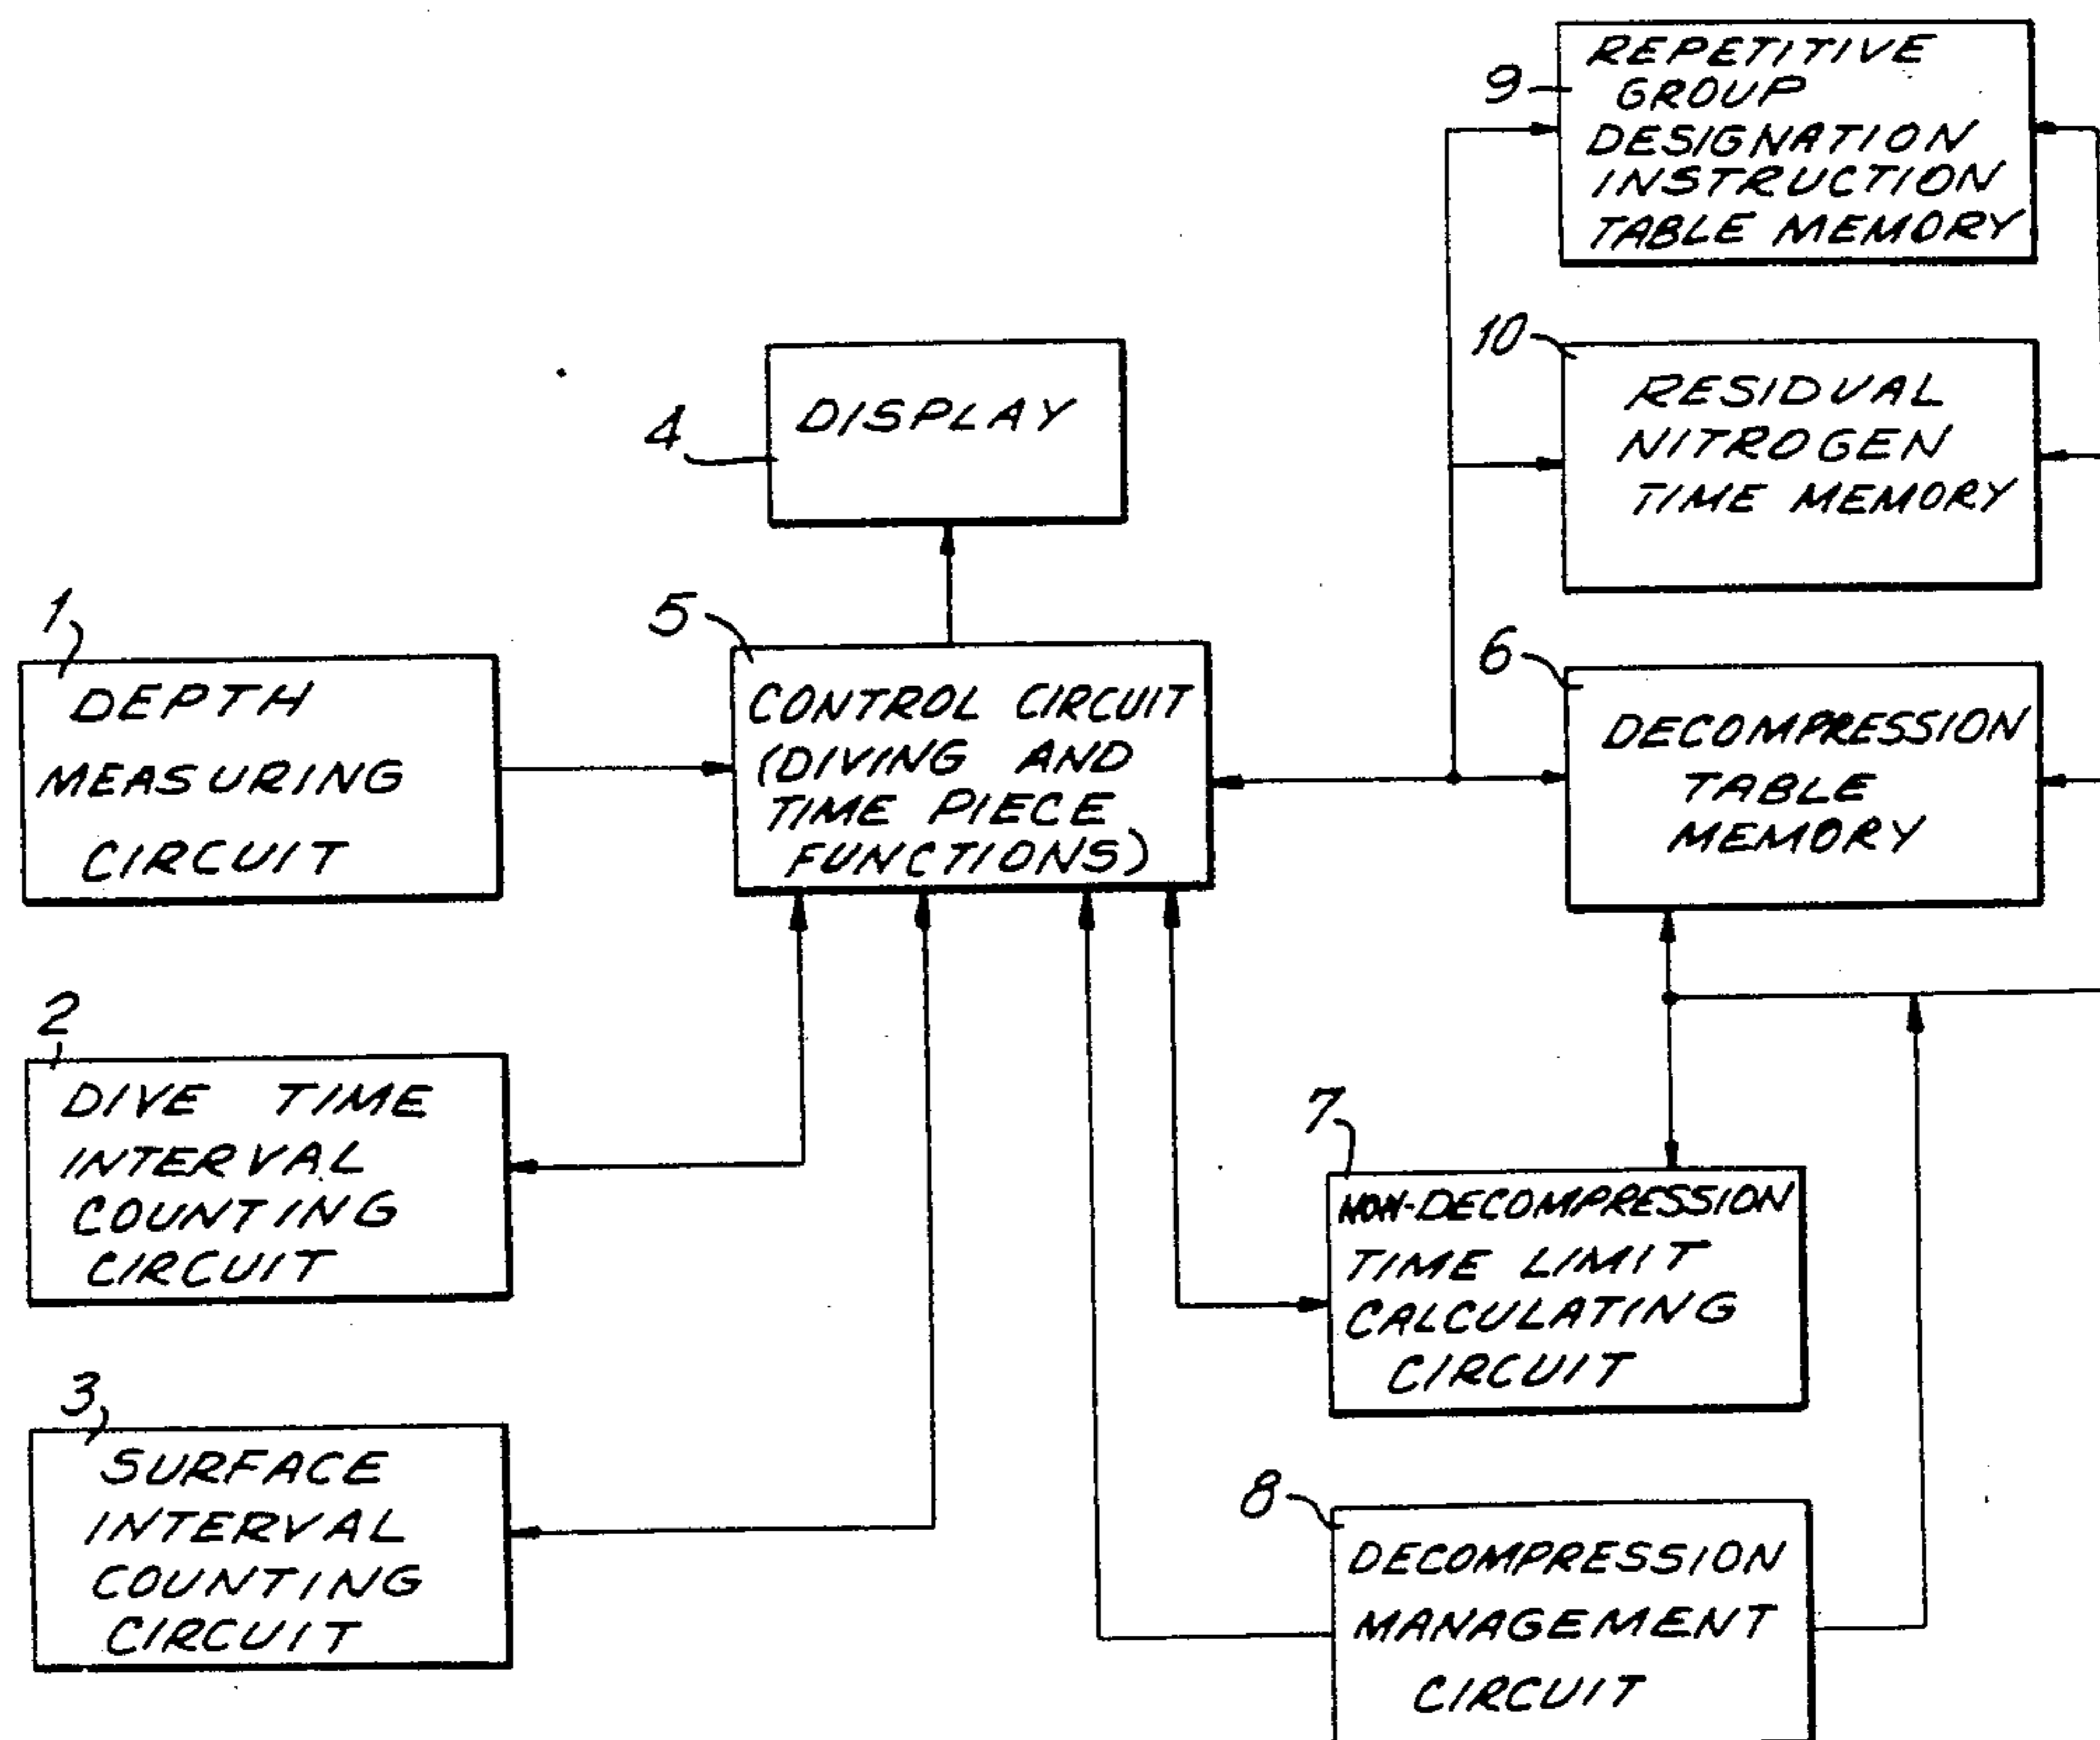 1
DEPTH
MEASURING
CIRCUIT
2
DIVE TIME
INTERVAL
COUNTING
CIRCUIT
3
SURFACE
INTERVAL
COUNTING
CIRCUIT
4
DISPLAY
5
CONTROL CIRCUIT
(DIVING AND
TIME PIECE
FUNCTIONS)
9
REPETITIVE
GROUP
DESIGNATION
INSTRUCTION
TABLE MEMORY
10
RESIDUAL
NITROGEN
TIME MEMORY
6
DECOMPRESSION
TABLE
MEMORY
7
NON-DECOMPRESSION
TIME LIMIT
CALCULATING
CIRCUIT
8
DECOMPRESSION
MANAGEMENT
CIRCUIT